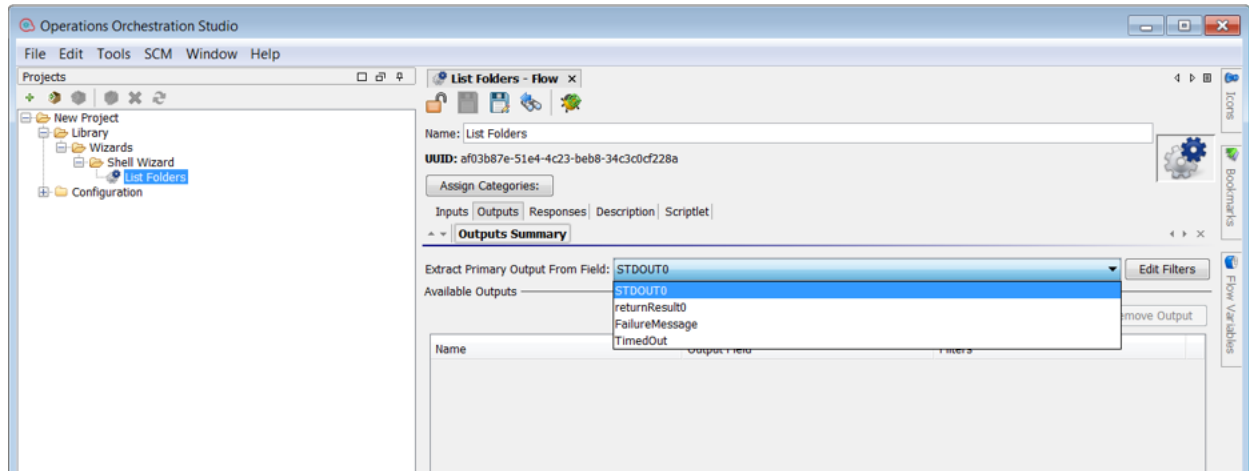 Operations Orchestration Studio
File Edit Tools SCM Window Help
Projects
New Project
Library
Wizards
Shell Wizard
List Folders
Configuration
List Folders - Flow
Name: List Folders
UUID: af03b87e-51e4-4c23-beb8-34c3c0cf228a
Assign Categories:
Inputs Outputs Responses Description Scriptlet
Outputs Summary
Extract Primary Output From Field: STDOUT0 Edit Filters
STDOUT0
Available Outputs
returnResult0
emove Output
FailureMessage
TimedOut
Name Output Field Filters
Icons
Bookmarks
Flow Variables